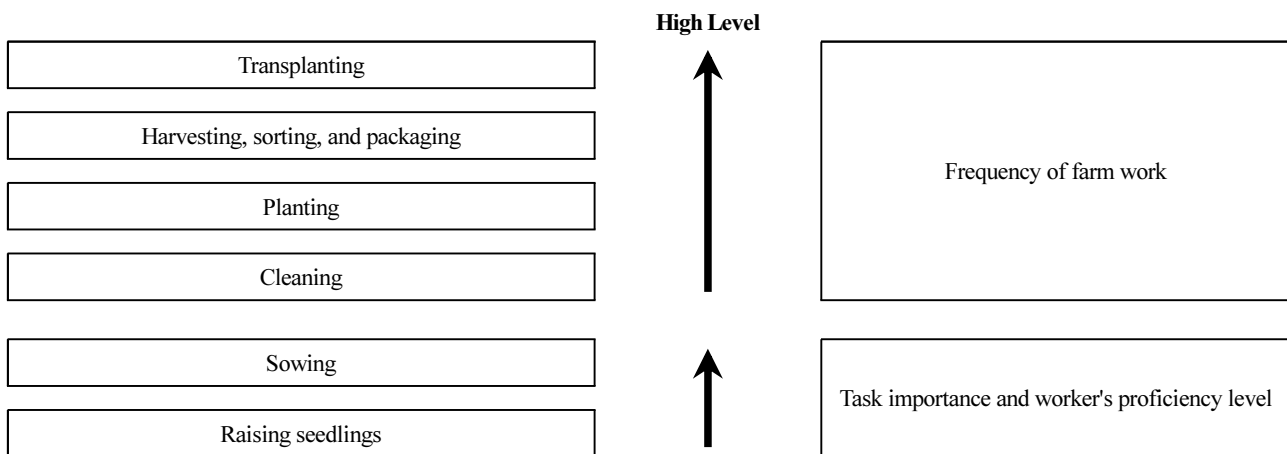 High Level
Transplanting
Harvesting, sorting, and packaging
Planting
Cleaning
Frequency of farm work
Sowing
Raising seedlings
Task importance and worker's proficiency level